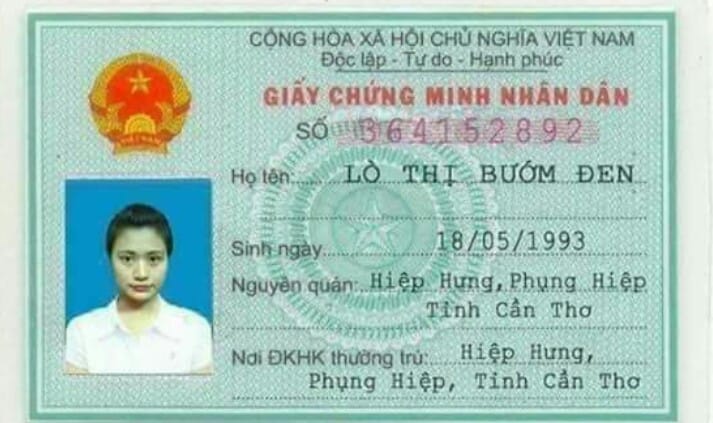 CỘNG HÒA XÃ HỘI CHỦ NGHĨA VIỆT NAM
Độc lập - Tự do - Hạnh phúc
GIẤY CHỨNG MINH NHÂN DÂN
SỐ 364152892
VIỆT NAM
Họ tên: LÒ THỊ BƯỚM ĐEN
Sinh ngày 18/05/1993
Nguyên quán: Hiệp Hưng, Phụng Hiệp
Tỉnh Cần Thơ
Nơi ĐKHK thường trú: Hiệp Hưng,
Phụng Hiệp, Tỉnh Cần Thơ